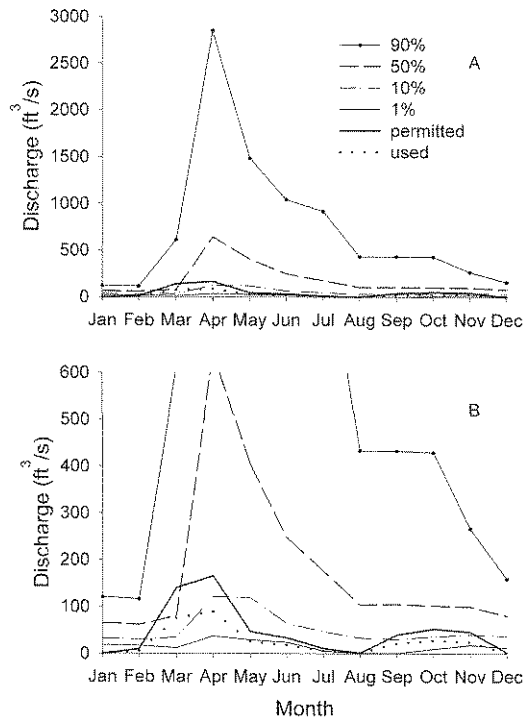 3000
2500
2000
1500
1000
500
0
Discharge (ft³/s)
A
90%
50%
10%
1%
permitted
used
Jan Feb Mar Apr May Jun Jul Aug Sep Oct Nov Dec
600
500
400
300
200
100
0
Discharge (ft³/s)
B
Jan Feb Mar Apr May Jun Jul Aug Sep Oct Nov Dec
Month